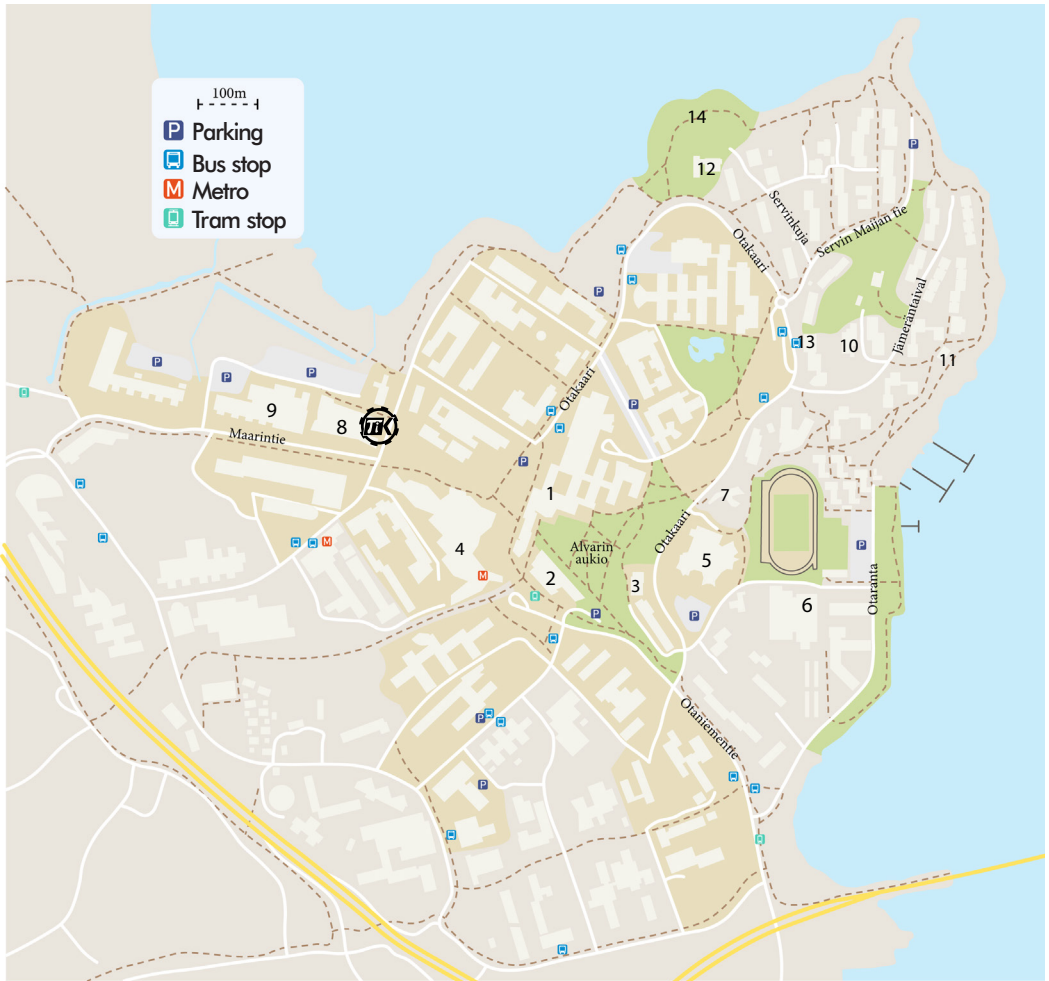 100m
P Parking
Bus stop
M Metro
Tram stop
14
12
Servinkuja
Servin Maijan tie
Otakaari
Jämeräntaival
13
10
11
Otakaari
9
8
Maarintie
1
7
4
Alvarin
aukio
Otakaari
5
2
3
6
Otaranta
Otaniementie
P
P
P
P
P
P
P
P
P
P
P
P
M
M